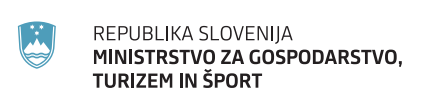 REPUBLIKA SLOVENIJA
MINISTRSTVO ZA GOSPODARSTVO,
TURIZEM IN ŠPORT